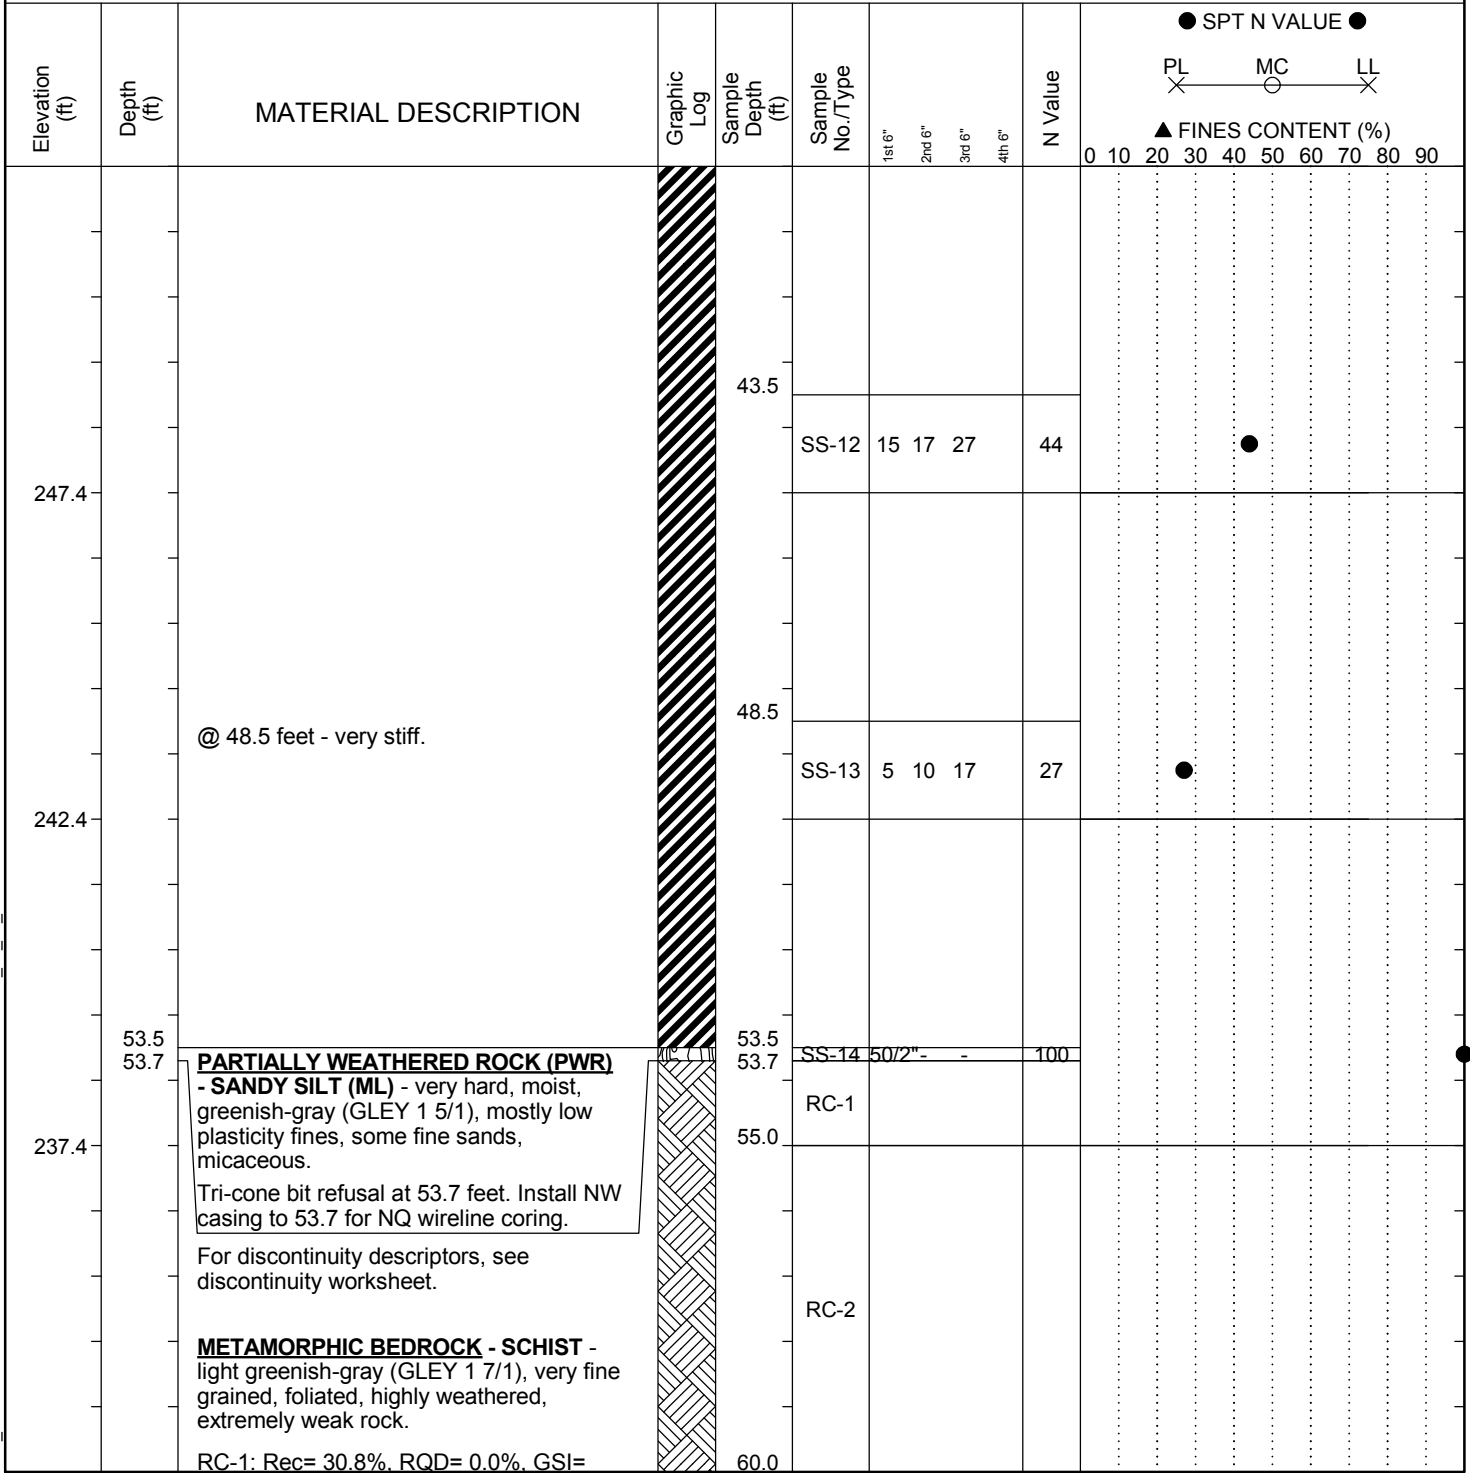 ● SPT N VALUE ●
PL MC LL
▲ FINES CONTENT (%)
0 10 20 30 40 50 60 70 80 90
Elevation (ft)
Depth (ft)
MATERIAL DESCRIPTION
Graphic Log
Sample Depth (ft)
Sample No./Type
1st 6"
2nd 6"
3rd 6"
4th 6"
N Value
43.5
SS-12 15 17 27 44
247.4
48.5
@ 48.5 feet - very stiff.
SS-13 5 10 17 27
242.4
53.5 53.5
53.7 PARTIALLY WEATHERED ROCK (PWR) 53.7 SS-14 50/2" - - 100
- SANDY SILT (ML) - very hard, moist,
greenish-gray (GLEY 1 5/1), mostly low
RC-1
plasticity fines, some fine sands,
55.0
237.4
micaceous.
Tri-cone bit refusal at 53.7 feet. Install NW
casing to 53.7 for NQ wireline coring.
For discontinuity descriptors, see
discontinuity worksheet.
RC-2
METAMORPHIC BEDROCK - SCHIST -
light greenish-gray (GLEY 1 7/1), very fine
grained, foliated, highly weathered,
extremely weak rock.
RC-1: Rec= 30.8%, RQD= 0.0%, GSI=
60.0